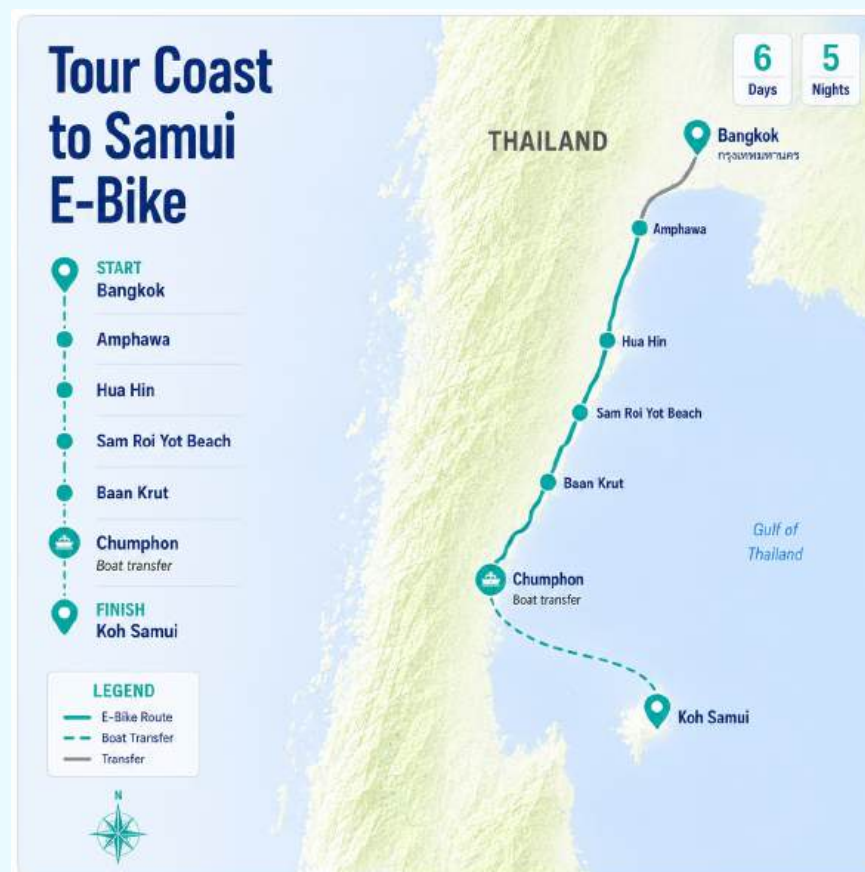 Tour Coast
to Samui
E-Bike
6
Days
5
Nights
START
Bangkok
Amphawa
Hua Hin
Sam Roi Yot Beach
Baan Krut
Chumphon
Boat transfer
FINISH
Koh Samui
LEGEND
E-Bike Route
Boat Transfer
Transfer
N
THAILAND
Bangkok
Amphawa
Hua Hin
Sam Roi Yot Beach
Baan Krut
Chumphon
Boat transfer
Gulf of
Thailand
Koh Samui